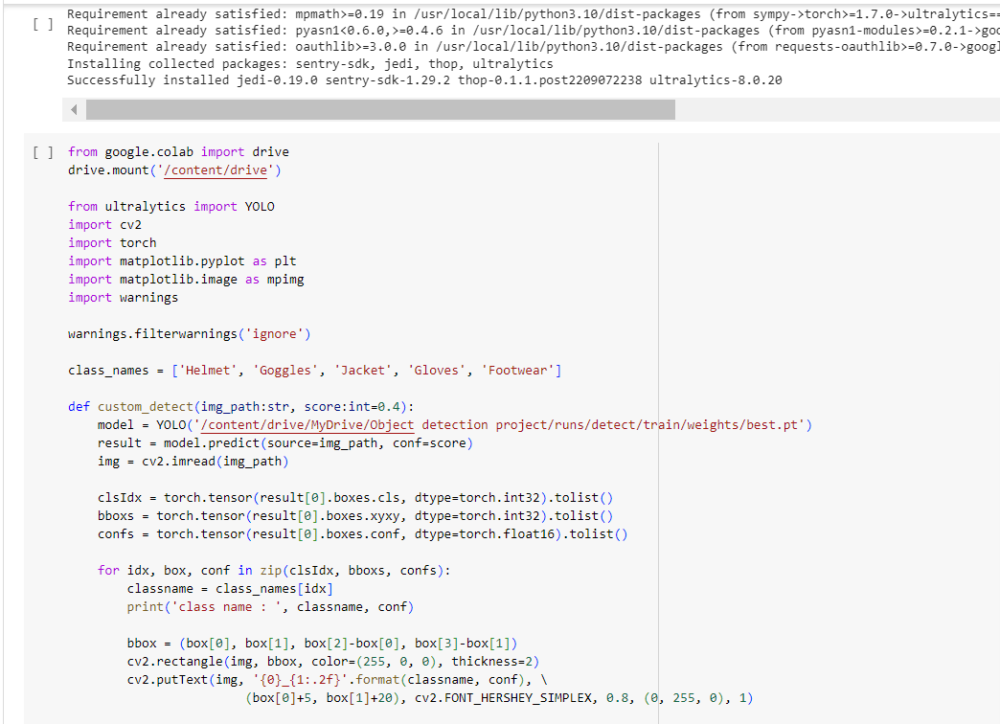 Requirement already satisfied: mpmath>=0.19 in /usr/local/lib/python3.10/dist-packages (from sympy->torch>=1.7.0->ultralytics==
[ ] Requirement already satisfied: pyasn1<0.6.0,>=0.4.6 in /usr/local/lib/python3.10/dist-packages (from pyasn1-modules>=0.2.1->goo
Requirement already satisfied: oauthlib>=3.0.0 in /usr/local/lib/python3.10/dist-packages (from requests-oauthlib>=0.7.0->googl
Installing collected packages: sentry-sdk, jedi, thop, ultralytics
Successfully installed jedi-0.19.0 sentry-sdk-1.29.2 thop-0.1.1.post2209072238 ultralytics-8.0.20
[ ] from google.colab import drive
drive.mount('/content/drive')

from ultralytics import YOLO
import cv2
import torch
import matplotlib.pyplot as plt
import matplotlib.image as mpimg
import warnings

warnings.filterwarnings('ignore')

class_names = ['Helmet', 'Goggles', 'Jacket', 'Gloves', 'Footwear']

def custom_detect(img_path:str, score:int=0.4):
    model = YOLO('/content/drive/MyDrive/Object detection project/runs/detect/train/weights/best.pt')
    result = model.predict(source=img_path, conf=score)
    img = cv2.imread(img_path)

    clsIdx = torch.tensor(result[0].boxes.cls, dtype=torch.int32).tolist()
    bboxs = torch.tensor(result[0].boxes.xyxy, dtype=torch.int32).tolist()
    confs = torch.tensor(result[0].boxes.conf, dtype=torch.float16).tolist()

    for idx, box, conf in zip(clsIdx, bboxs, confs):
        classname = class_names[idx]
        print('class name : ', classname, conf)

        bbox = (box[0], box[1], box[2]-box[0], box[3]-box[1])
        cv2.rectangle(img, bbox, color=(255, 0, 0), thickness=2)
        cv2.putText(img, '{0}_{1:.2f}'.format(classname, conf), \
                        (box[0]+5, box[1]+20), cv2.FONT_HERSHEY_SIMPLEX, 0.8, (0, 255, 0), 1)